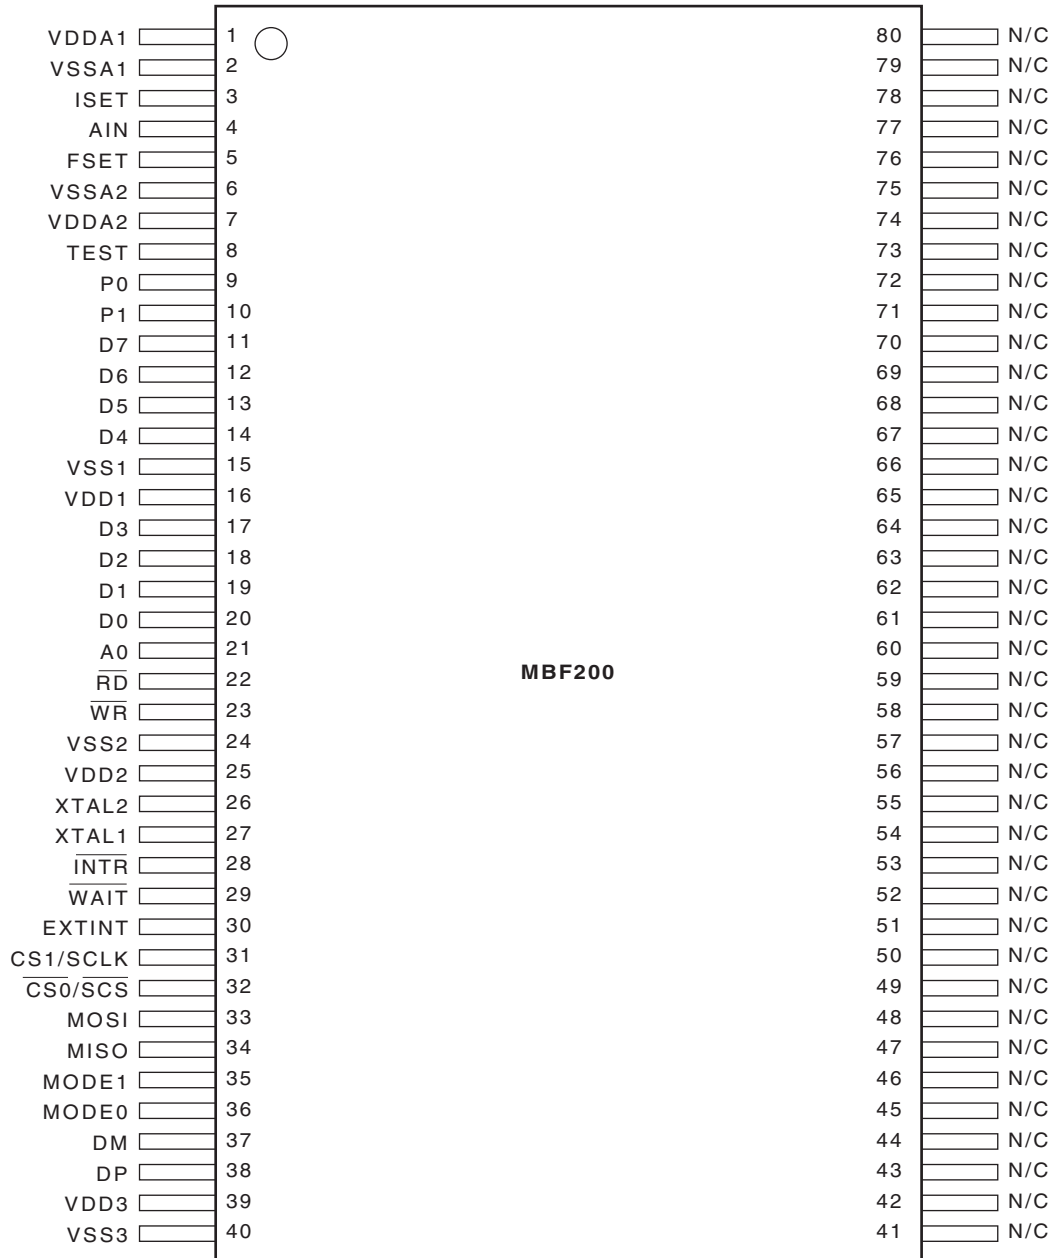 VDDA1 1 80 N/C
VSSA1 2 79 N/C
ISET 3 78 N/C
AIN 4 77 N/C
FSET 5 76 N/C
VSSA2 6 75 N/C
VDDA2 7 74 N/C
TEST 8 73 N/C
P0 9 72 N/C
P1 10 71 N/C
D7 11 70 N/C
D6 12 69 N/C
D5 13 68 N/C
D4 14 67 N/C
VSS1 15 66 N/C
VDD1 16 65 N/C
D3 17 64 N/C
D2 18 63 N/C
D1 19 62 N/C
D0 20 61 N/C
A0 21 60 N/C
R̅D̅ 22 MBF200 59 N/C
W̅R̅ 23 58 N/C
VSS2 24 57 N/C
VDD2 25 56 N/C
XTAL2 26 55 N/C
XTAL1 27 54 N/C
I̅N̅T̅R̅ 28 53 N/C
W̅A̅I̅T̅ 29 52 N/C
EXTINT 30 51 N/C
CS1/SCLK 31 50 N/C
C̅S̅0̅/S̅C̅S̅ 32 49 N/C
MOSI 33 48 N/C
MISO 34 47 N/C
MODE1 35 46 N/C
MODE0 36 45 N/C
DM 37 44 N/C
DP 38 43 N/C
VDD3 39 42 N/C
VSS3 40 41 N/C